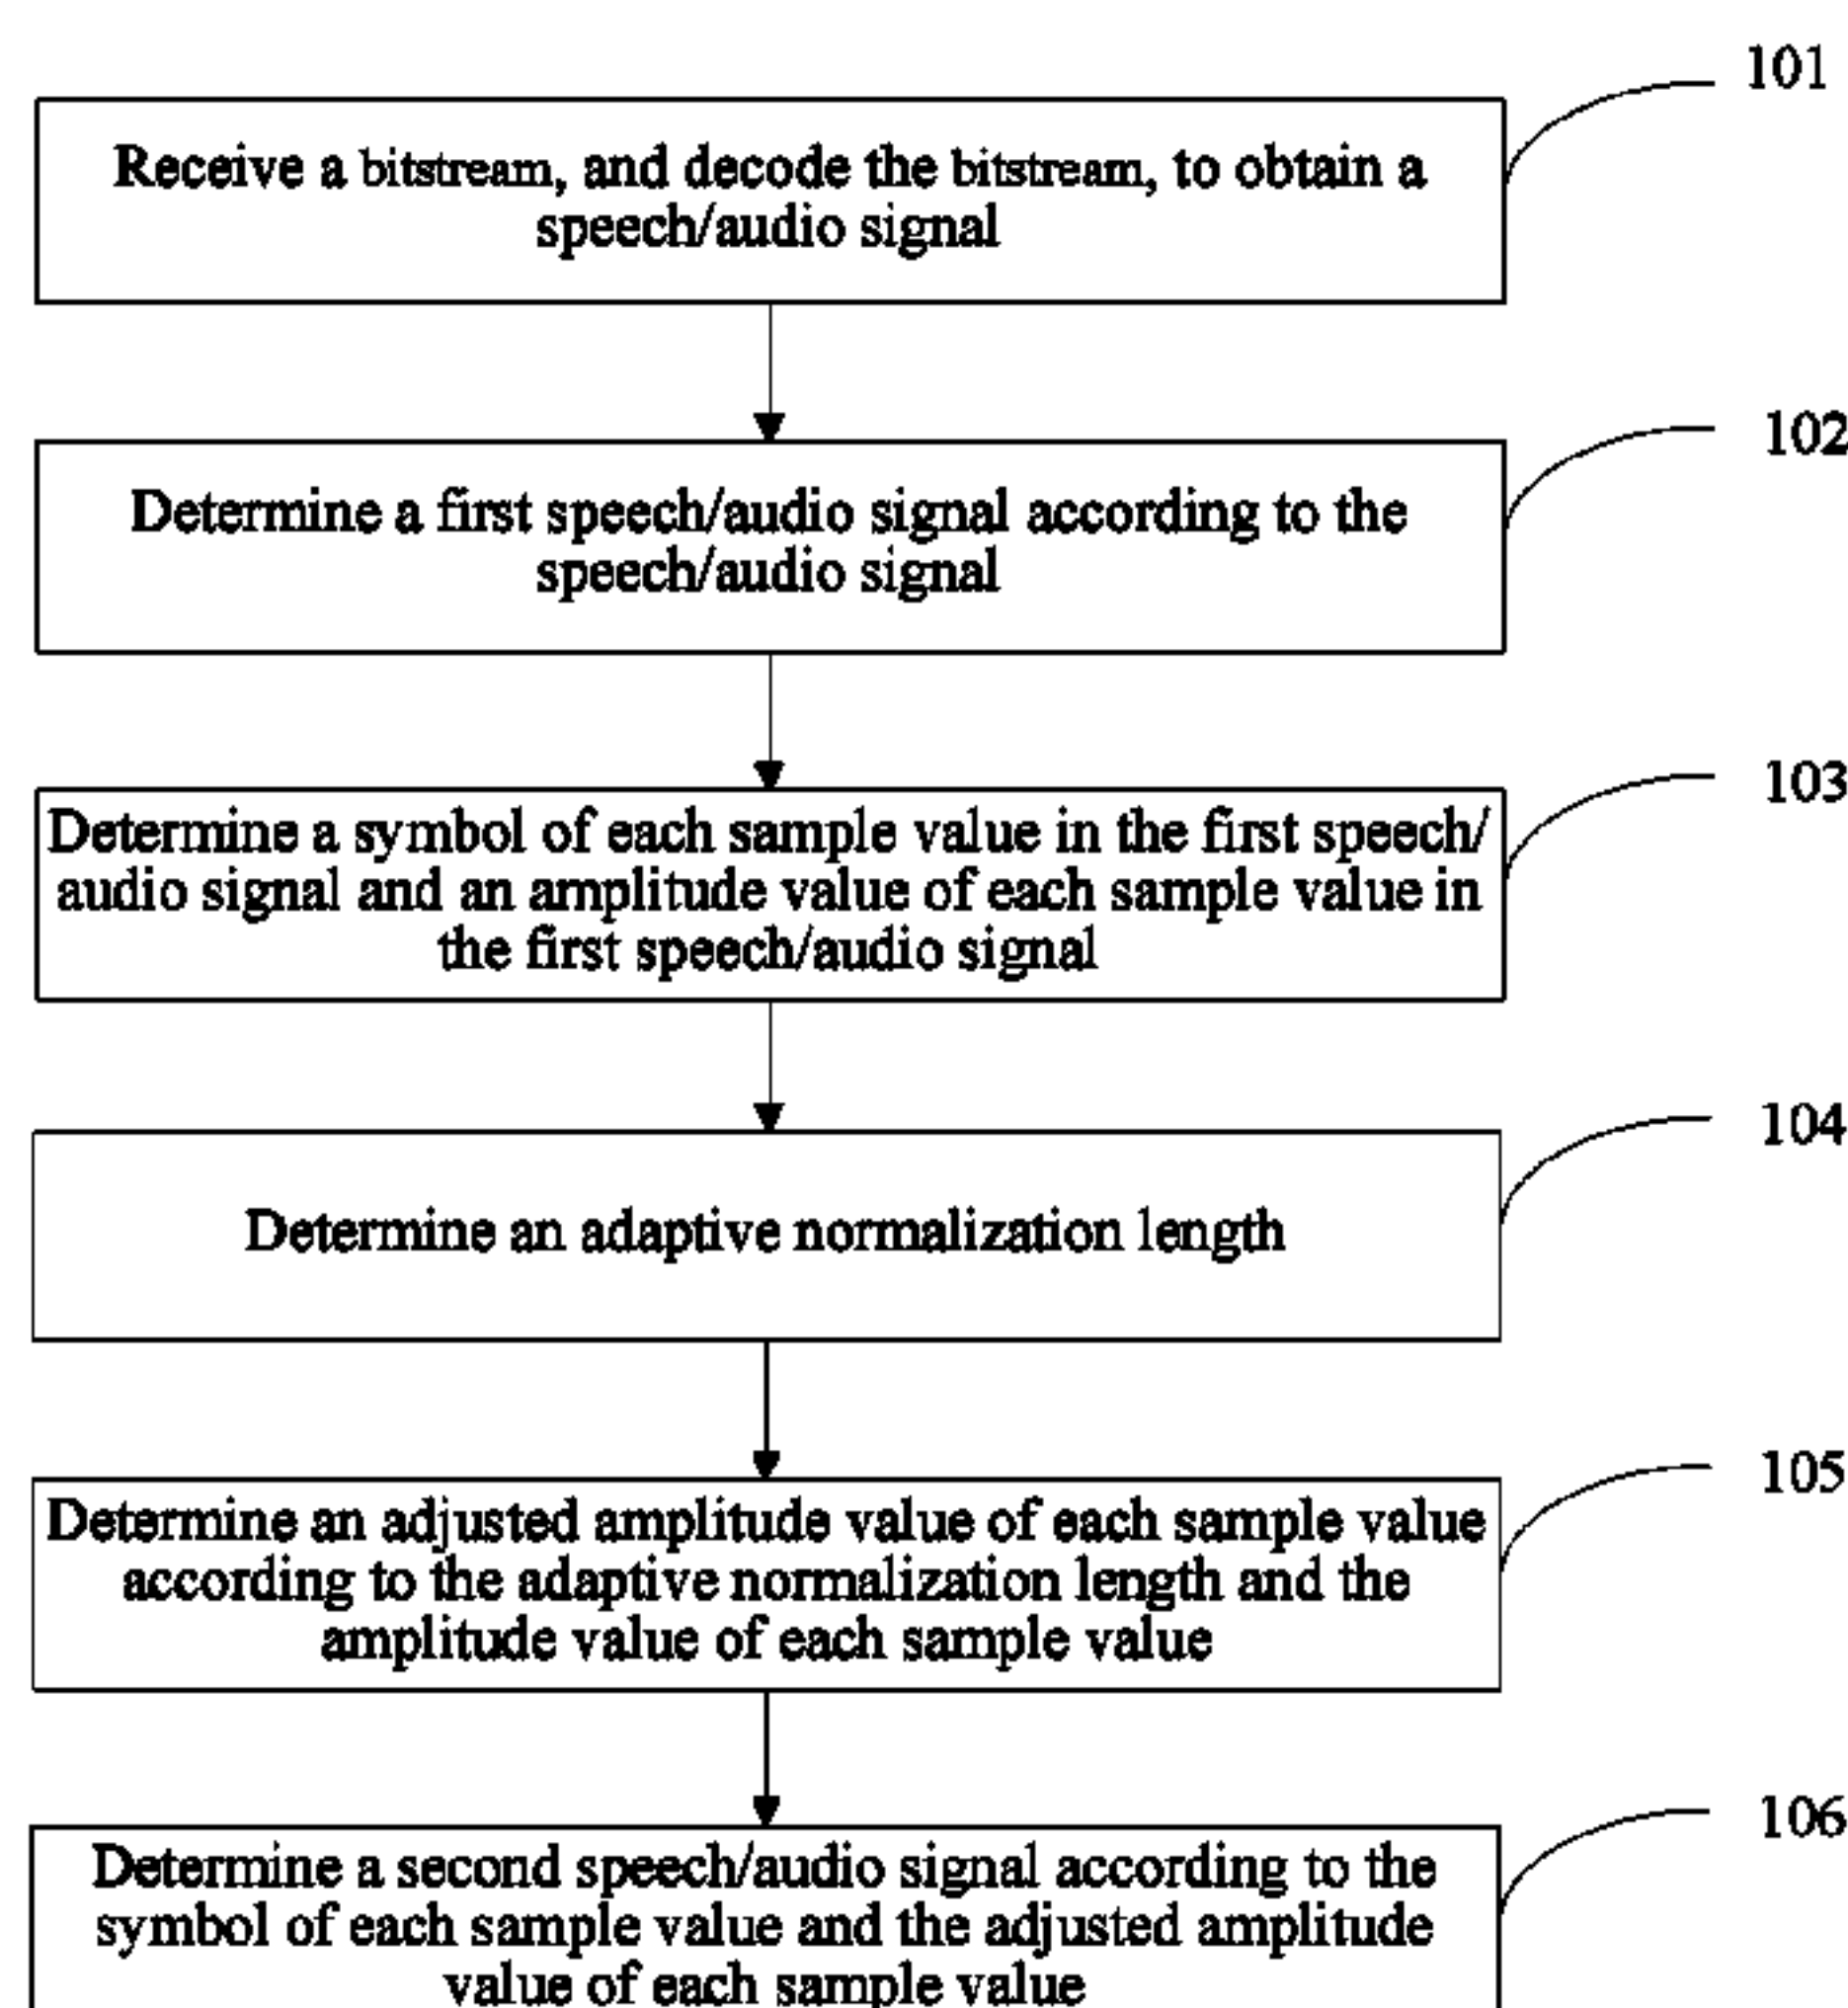 101
Receive a bitstream, and decode the bitstream, to obtain a
speech/audio signal
102
Determine a first speech/audio signal according to the
speech/audio signal
103
Determine a symbol of each sample value in the first speech/
audio signal and an amplitude value of each sample value in
the first speech/audio signal
104
Determine an adaptive normalization length
105
Determine an adjusted amplitude value of each sample value
according to the adaptive normalization length and the
amplitude value of each sample value
106
Determine a second speech/audio signal according to the
symbol of each sample value and the adjusted amplitude
value of each sample value